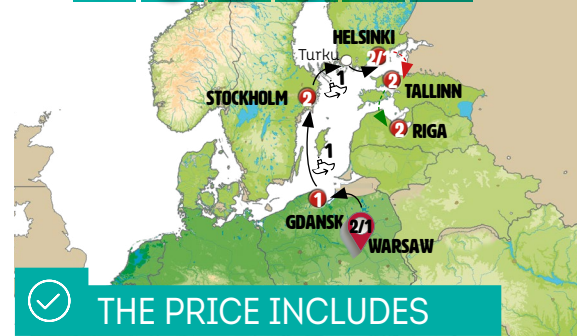 HELSINKI
2/1
Turku
2
TALLINN
1
STOCKHOLM
2
2
RIGA
1
1
GDANSK
2/1
WARSAW
THE PRICE INCLUDES